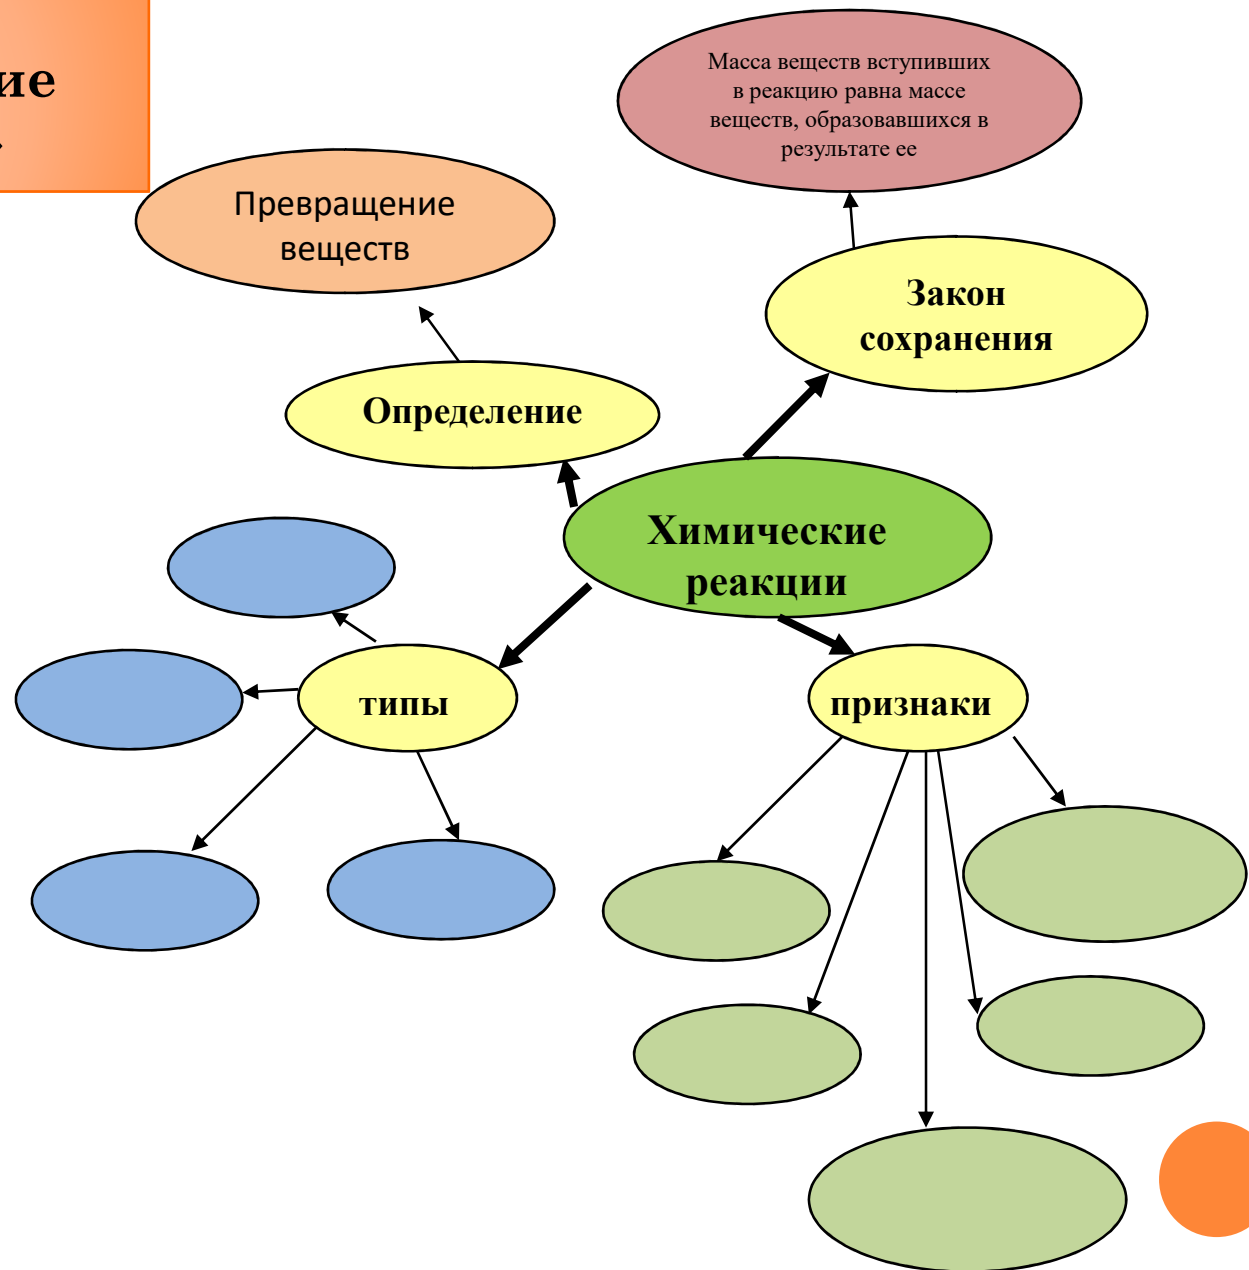 ие
Масса веществ вступивших
в реакцию равна массе
веществ, образовавшихся в
результате ее
Превращение
веществ
Закон
сохранения
Определение
Химические
реакции
типы
признаки